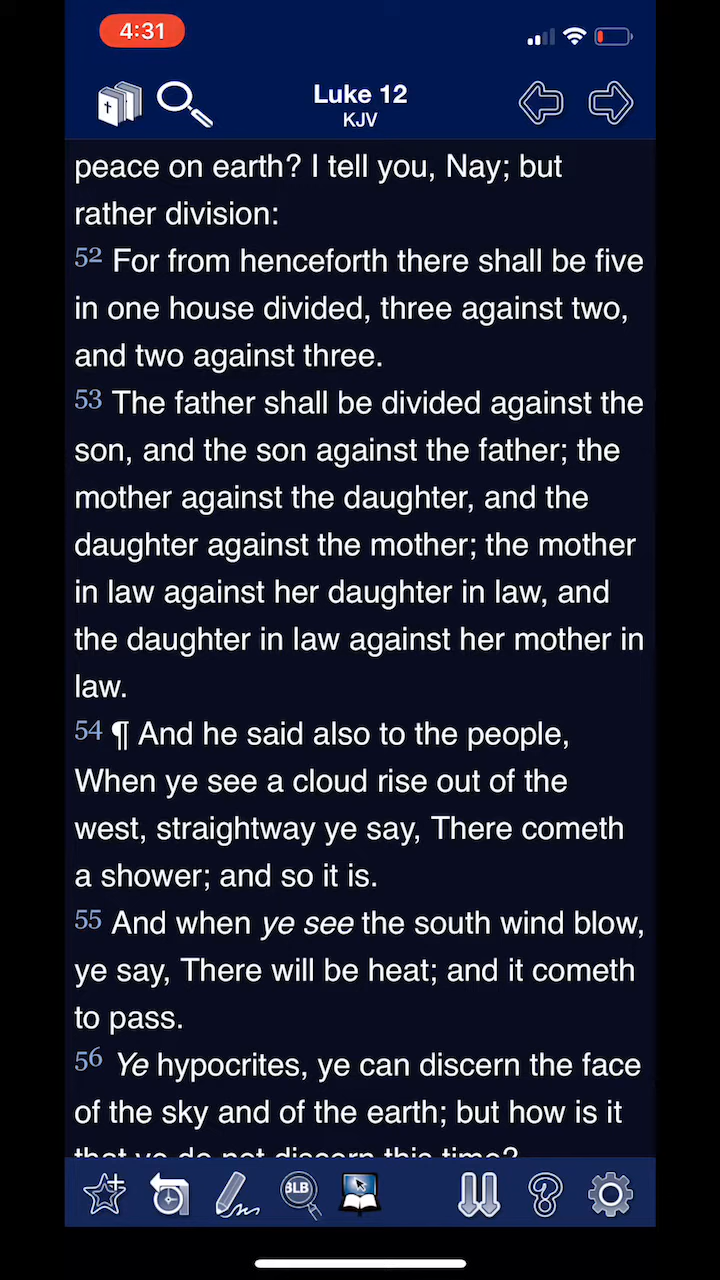 4:31
Luke 12
KJV
peace on earth? I tell you, Nay; but
rather division:
52 For from henceforth there shall be five
in one house divided, three against two,
and two against three.
53 The father shall be divided against the
son, and the son against the father; the
mother against the daughter, and the
daughter against the mother; the mother
in law against her daughter in law, and
the daughter in law against her mother in
law.
54 ¶ And he said also to the people,
When ye see a cloud rise out of the
west, straightway ye say, There cometh
a shower; and so it is.
55 And when ye see the south wind blow,
ye say, There will be heat; and it cometh
to pass.
56 Ye hypocrites, ye can discern the face
of the sky and of the earth; but how is it
that ye do not discern this time?
BLB